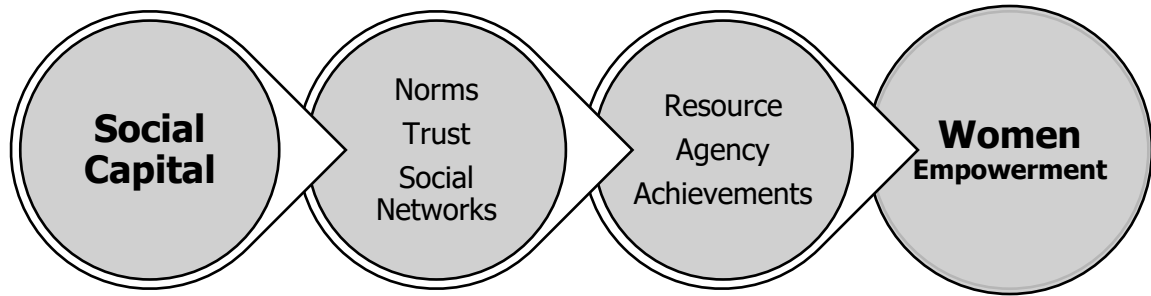 Social
Capital
Norms
Trust
Social
Networks
Resource
Agency
Achievements
Women
Empowerment